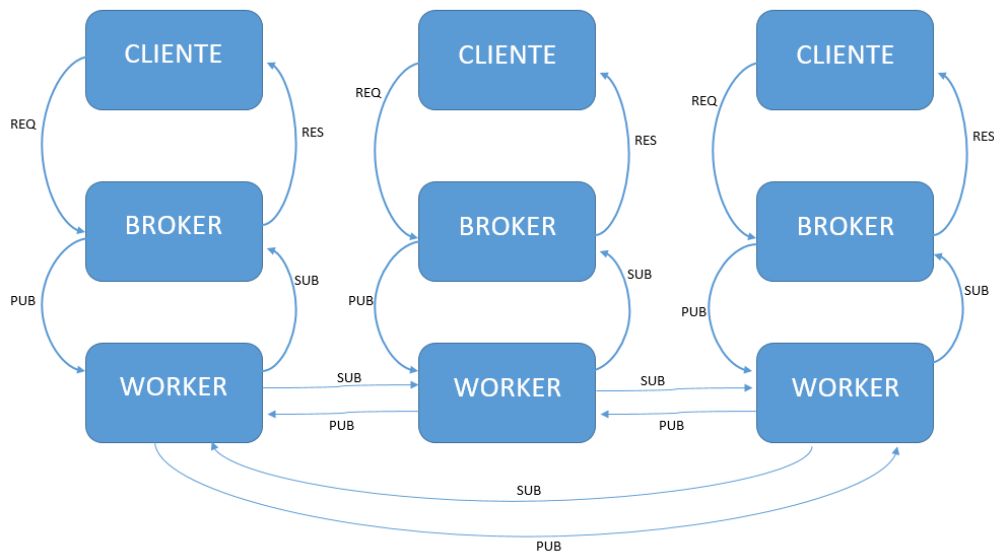 CLIENTE
CLIENTE
CLIENTE
REQ
RES
REQ
RES
REQ
RES
BROKER
BROKER
BROKER
PUB
SUB
PUB
SUB
PUB
SUB
WORKER
WORKER
WORKER
SUB
PUB
SUB
PUB
SUB
PUB